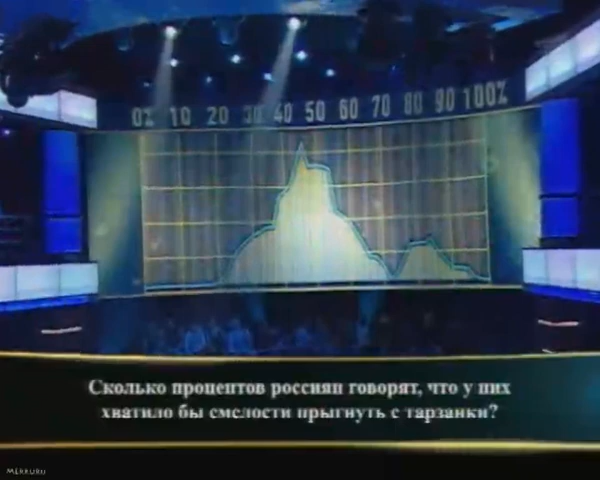 0% 10 20 30 40 50 60 70 80 90 100%
Сколько процентов россиян говорят, что у них
хватило бы смелости прыгнуть с тарзанки?
MERKURU